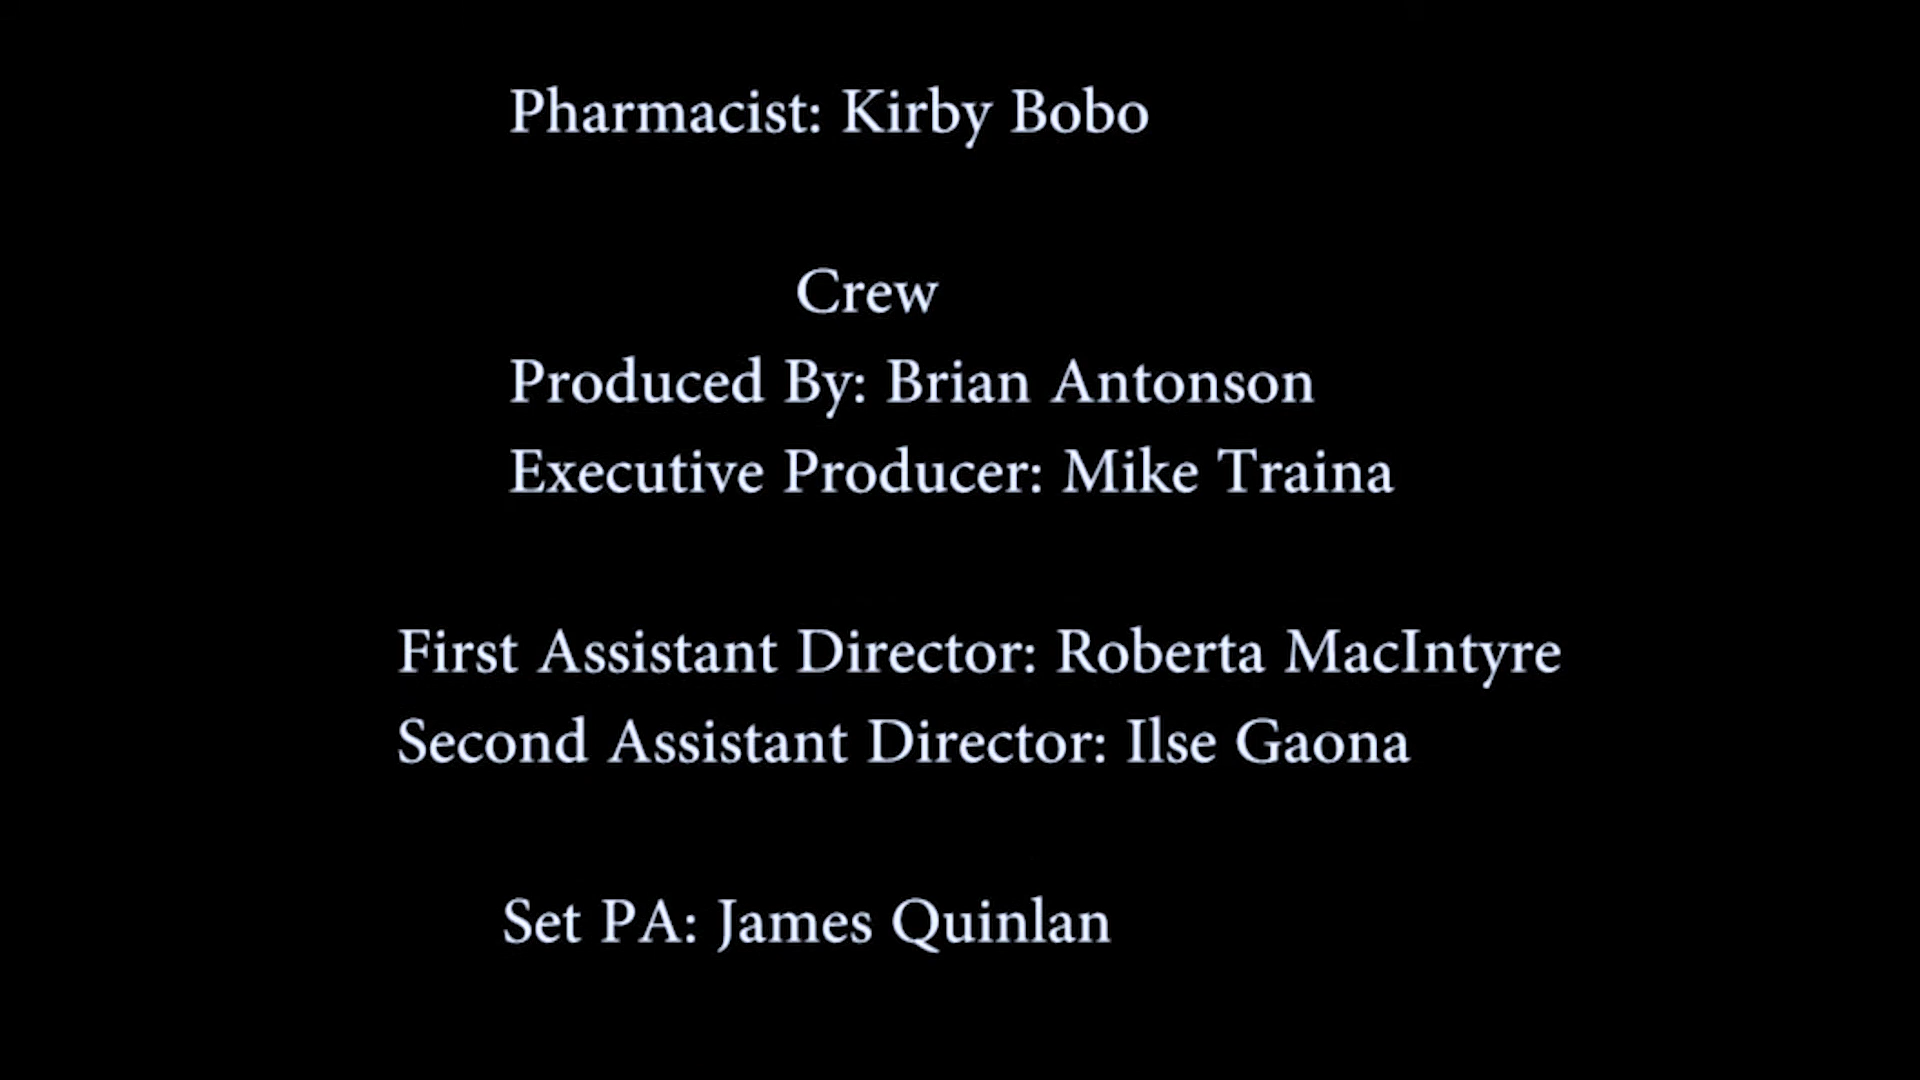 Pharmacist: Kirby Bobo
Crew
Produced By: Brian Antonson
Executive Producer: Mike Traina
First Assistant Director: Roberta MacIntyre
Second Assistant Director: Ilse Gaona
Set PA: James Quinlan